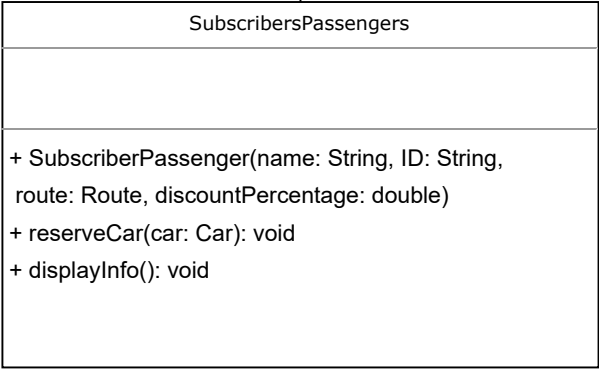 SubscribersPassengers
+ SubscriberPassenger(name: String, ID: String,
route: Route, discountPercentage: double)
+ reserveCar(car: Car): void
+ displayInfo(): void